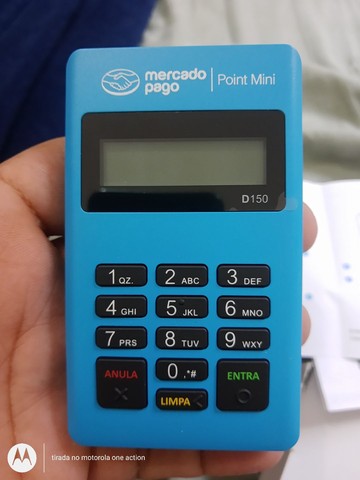 mercado pago | Point Mini
D150
1 QZ. 2 ABC 3 DEF
4 GHI 5 JKL 6 MNO
7 PRS 8 TUV 9 WXY
ANULA 0 .*# ENTRA
LIMPA
tirada no motorola one action